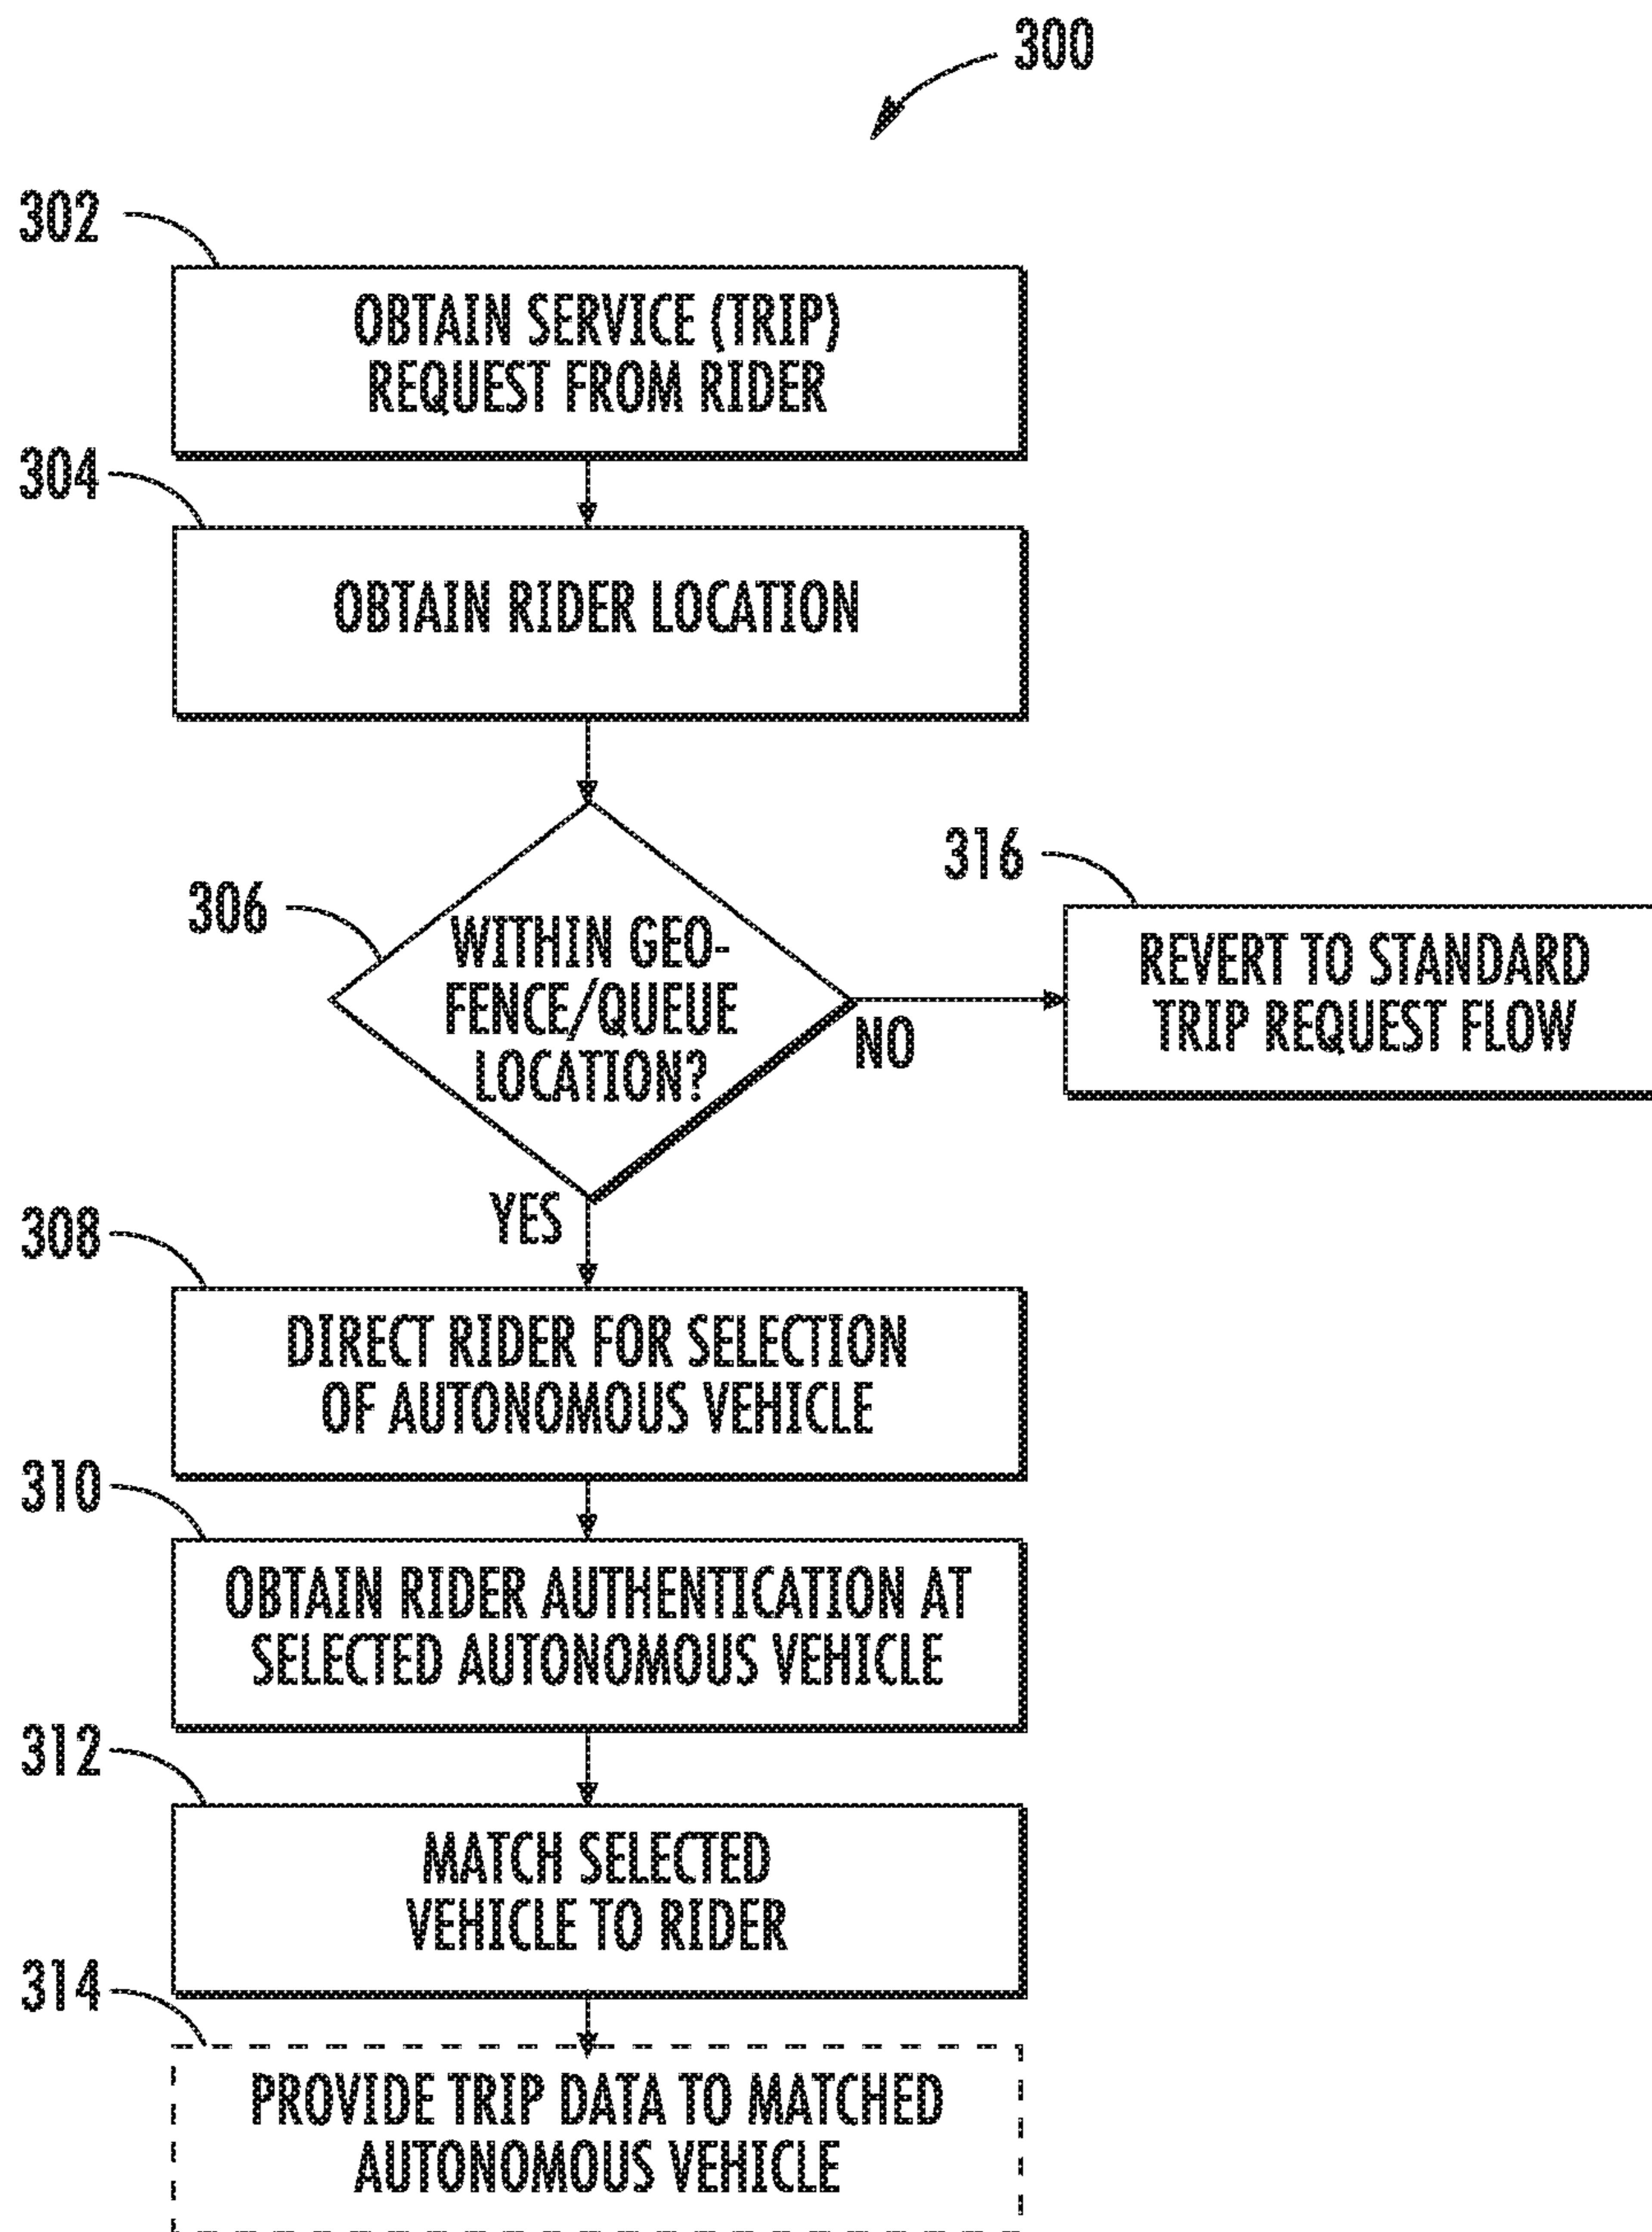 300
302
OBTAIN SERVICE (TRIP)
REQUEST FROM RIDER
304
OBTAIN RIDER LOCATION
306
WITHIN GEO-
FENCE/QUEUE
LOCATION?
NO
316
REVERT TO STANDARD
TRIP REQUEST FLOW
YES
308
DIRECT RIDER FOR SELECTION
OF AUTONOMOUS VEHICLE
310
OBTAIN RIDER AUTHENTICATION AT
SELECTED AUTONOMOUS VEHICLE
312
MATCH SELECTED
VEHICLE TO RIDER
314
PROVIDE TRIP DATA TO MATCHED
AUTONOMOUS VEHICLE